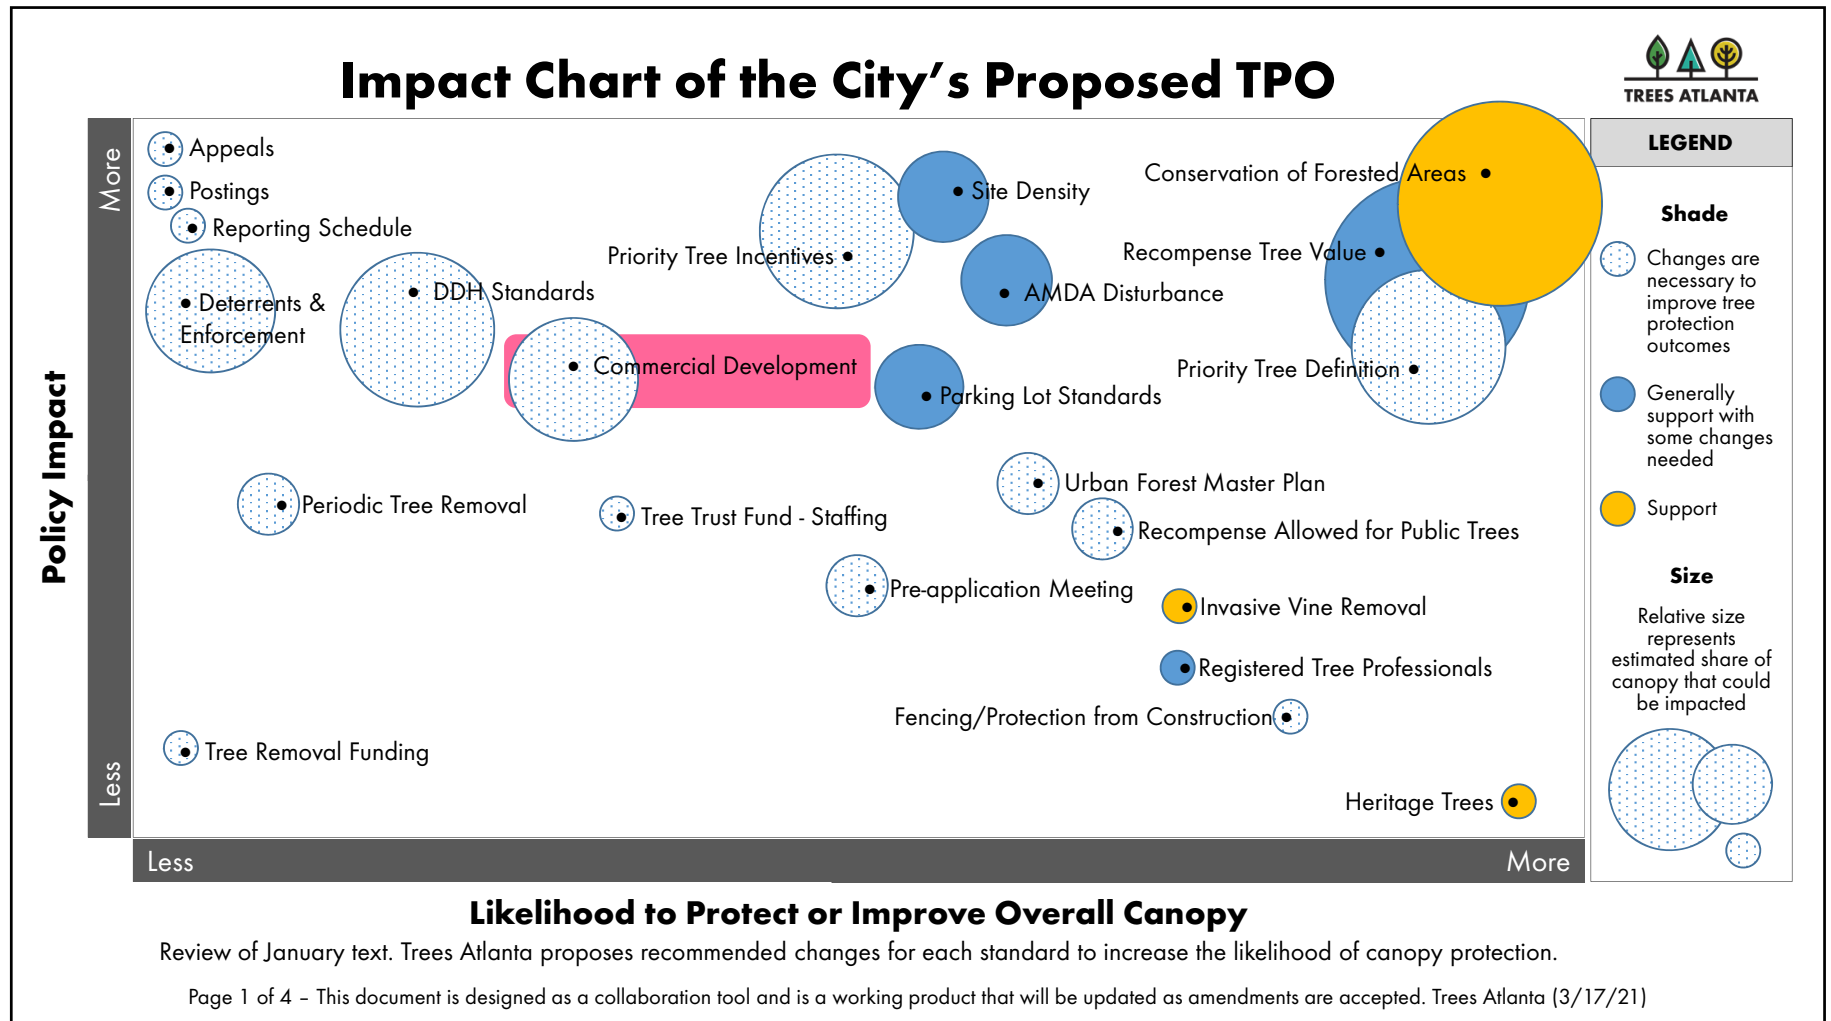 Impact Chart of the City's Proposed TPO
TREES ATLANTA
More
Policy Impact
Less
Appeals
Postings
Reporting Schedule
Deterrents &
Enforcement
DDH Standards
Commercial Development
Priority Tree Incentives
Site Density
AMDA Disturbance
Parking Lot Standards
Conservation of Forested Areas
Recompense Tree Value
Priority Tree Definition
Periodic Tree Removal
Tree Trust Fund - Staffing
Urban Forest Master Plan
Recompense Allowed for Public Trees
Pre-application Meeting
Invasive Vine Removal
Registered Tree Professionals
Fencing/Protection from Construction
Tree Removal Funding
Heritage Trees
LEGEND
Shade
Changes are
necessary to
improve tree
protection
outcomes
Generally
support with
some changes
needed
Support
Size
Relative size
represents
estimated share of
canopy that could
be impacted
Less
More
Likelihood to Protect or Improve Overall Canopy
Review of January text. Trees Atlanta proposes recommended changes for each standard to increase the likelihood of canopy protection.
Page 1 of 4 – This document is designed as a collaboration tool and is a working product that will be updated as amendments are accepted. Trees Atlanta (3/17/21)